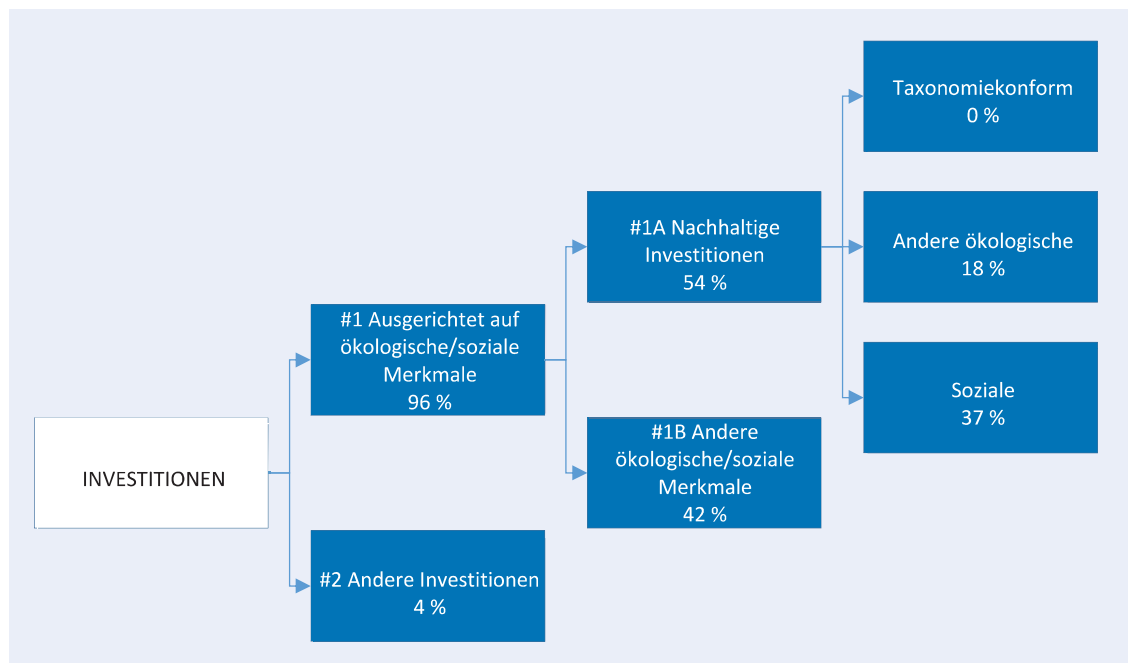 INVESTITIONEN
#1 Ausgerichtet auf
ökologische/soziale
Merkmale
96 %
#2 Andere Investitionen
4 %
#1A Nachhaltige
Investitionen
54 %
#1B Andere
ökologische/soziale
Merkmale
42 %
Taxonomiekonform
0 %
Andere ökologische
18 %
Soziale
37 %